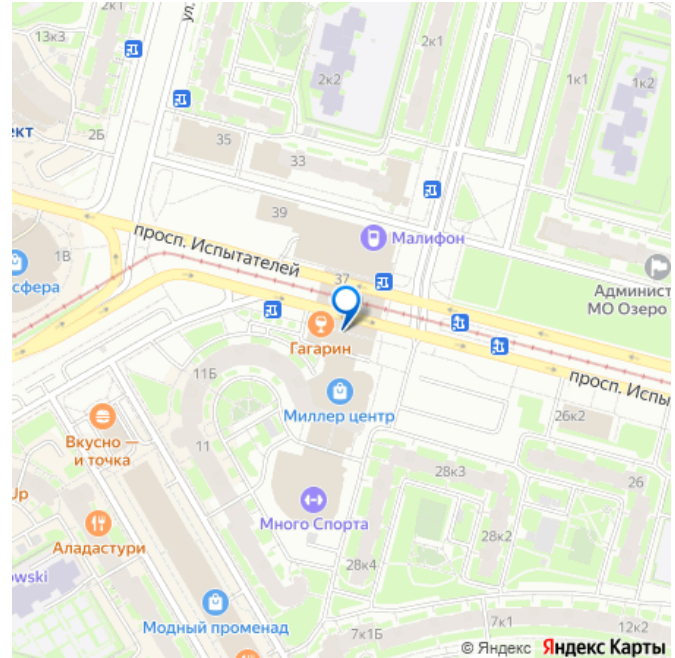 2к1
13к3
ул.
2к2
2к1
1к1
1к2
ект
2Б
35
33
39
Малифон
просп. Испытателей
1В
сфера
37
Админист
МО Озеро
Гагарин
11Б
просп. Испы
Миллер центр
26к2
Вкусно —
и точка
11
28к3
26
Up
Много Спорта
Аладастури
28к2
28к4
owski
Модный променад
7к1Б
7к1
12к2
© Яндекс Яндекс Карты